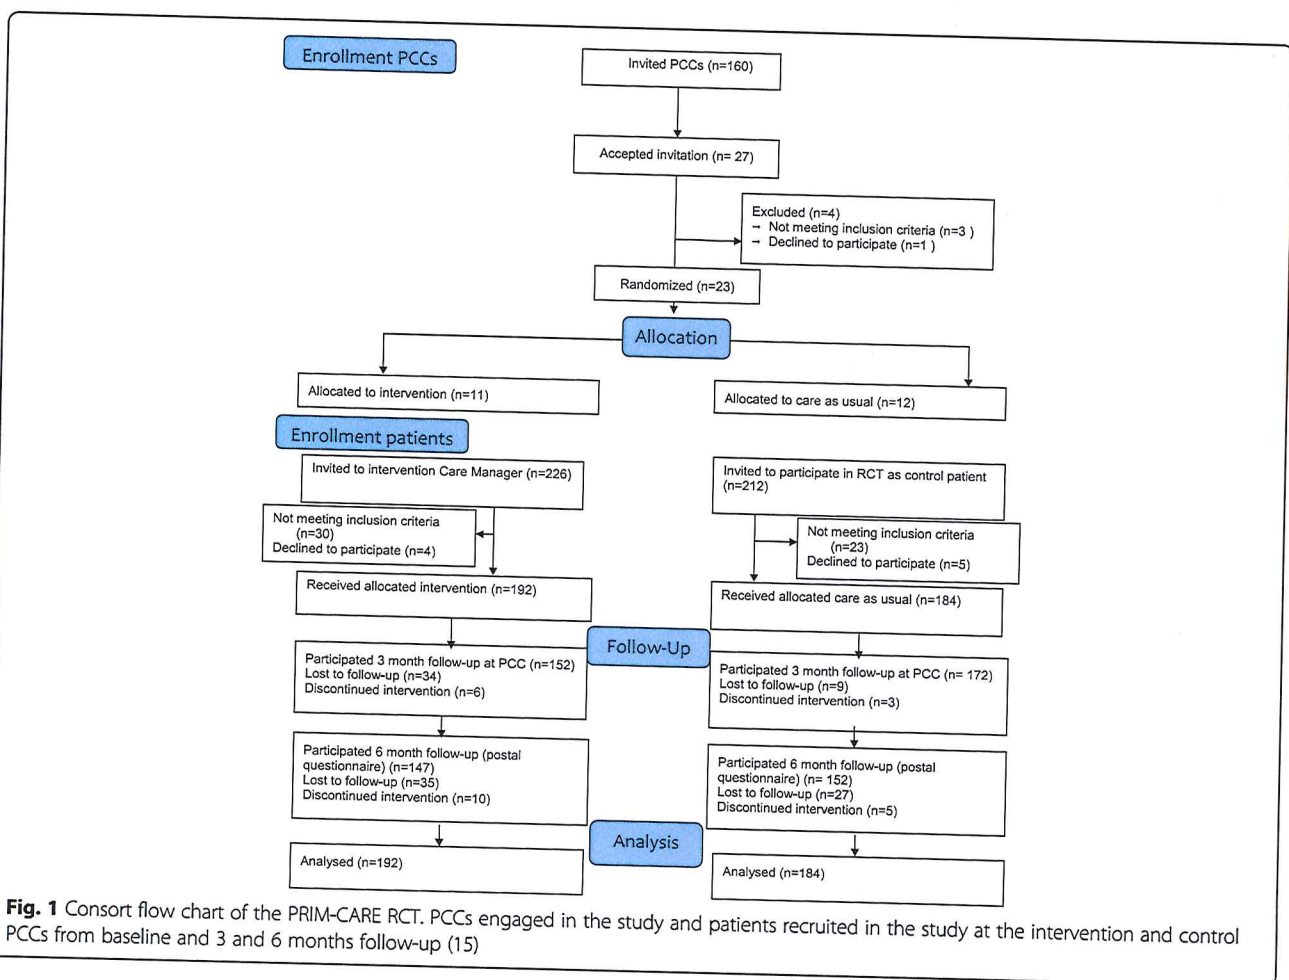 Enrollment PCCs
Invited PCCs (n=160)
Accepted invitation (n= 27)
Excluded (n=4)
→ Not meeting inclusion criteria (n=3 )
→ Declined to participate (n=1 )
Randomized (n=23)
Allocation
Allocated to intervention (n=11)
Allocated to care as usual (n=12)
Enrollment patients
Invited to intervention Care Manager (n=226)
Invited to participate in RCT as control patient
(n=212)
Not meeting inclusion criteria
(n=30)
Declined to participate (n=4)
Not meeting inclusion criteria
(n=23)
Declined to participate (n=5)
Received allocated intervention (n=192)
Received allocated care as usual (n=184)
Follow-Up
Participated 3 month follow-up at PCC (n=152)
Lost to follow-up (n=34)
Discontinued intervention (n=6)
Participated 3 month follow-up at PCC (n= 172)
Lost to follow-up (n=9)
Discontinued intervention (n=3)
Participated 6 month follow-up (postal
questionnaire) (n=147)
Lost to follow-up (n=35)
Discontinued intervention (n=10)
Participated 6 month follow-up (postal
questionnaire) (n= 152)
Lost to follow-up (n=27)
Discontinued intervention (n=5)
Analysis
Analysed (n=192)
Analysed (n=184)
Fig. 1 Consort flow chart of the PRIM-CARE RCT. PCCs engaged in the study and patients recruited in the study at the intervention and control
PCCs from baseline and 3 and 6 months follow-up (15)